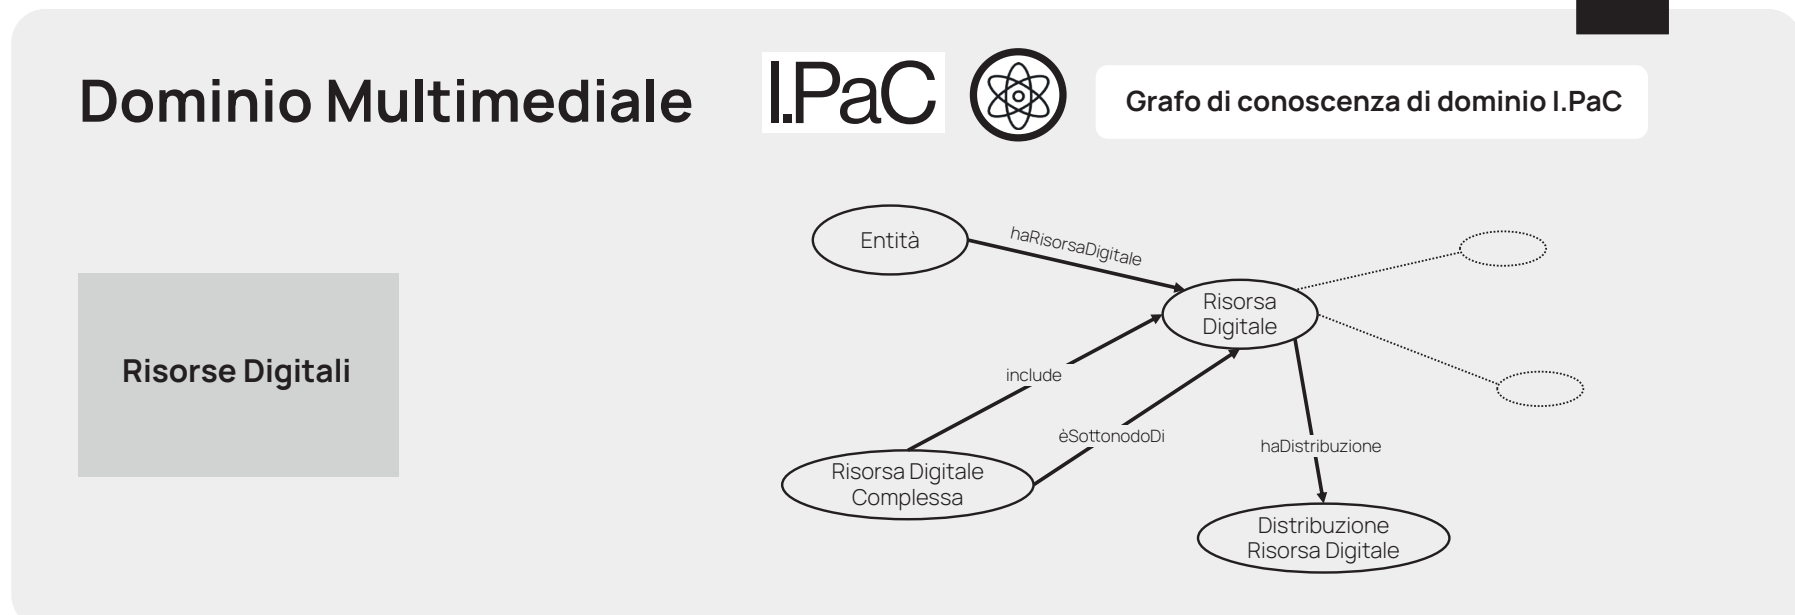 Dominio Multimediale
I.PaC
Grafo di conoscenza di dominio I.PaC
Entità
haRisorsaDigitale
Risorsa
Digitale
Risorse Digitali
include
èSottonodoDi
haDistribuzione
Risorsa Digitale
Complessa
Distribuzione
Risorsa Digitale